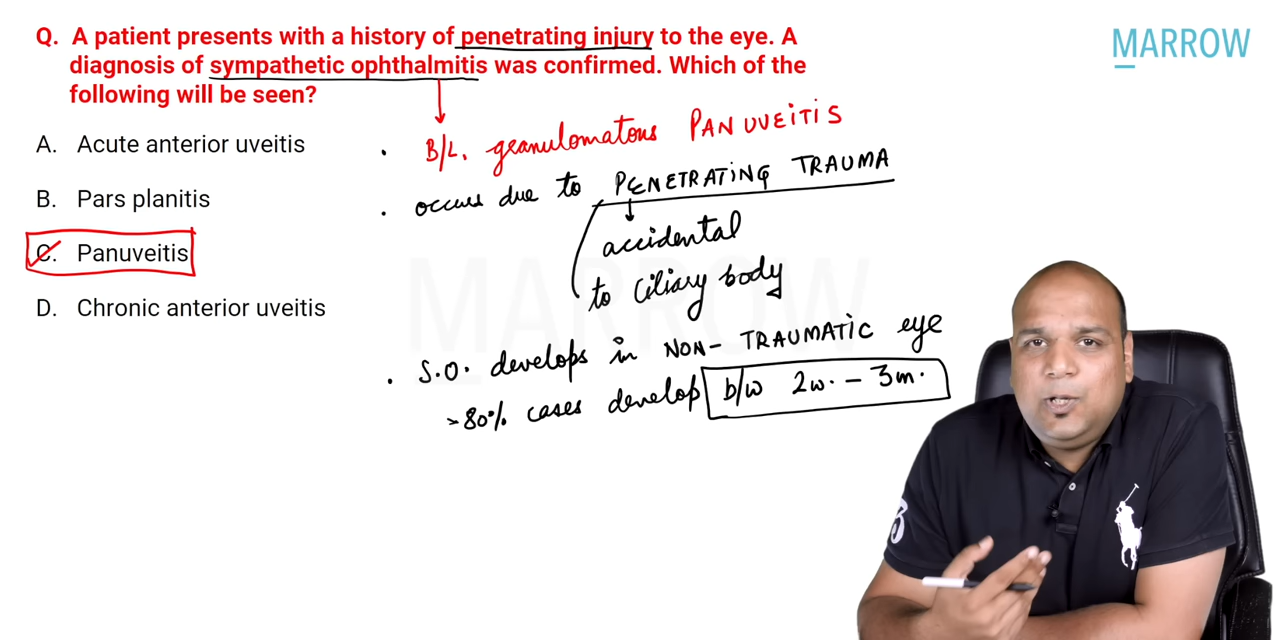 Q. A patient presents with a history of penetrating injury to the eye. A
diagnosis of sympathetic ophthalmitis was confirmed. Which of the
following will be seen?
MARROW
A. Acute anterior uveitis
B. Pars planitis
C. Panuveitis
D. Chronic anterior uveitis
. B/L. granulomatous PANUVEITIS
. occurs due to PENETRATING TRAUMA
accidental
to ciliary body
. S.O. develops in NON-TRAUMATIC eye
>80% cases develop b/w 2w. - 3m.
MARROW